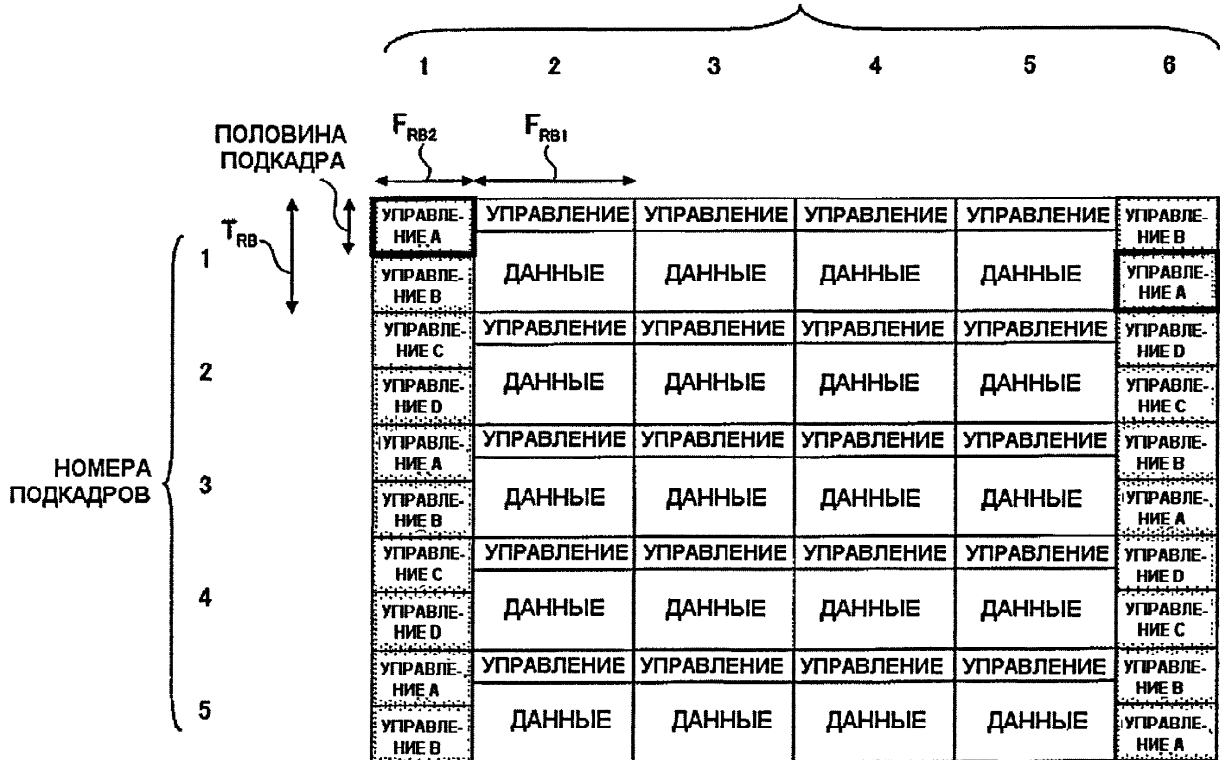 1 2 3 4 5 6
ПОЛОВИНА
ПОДКАДРА
F_RB2 F_RB1
T_RB
НОМЕРА
ПОДКАДРОВ
1
УПРАВЛЕ-
НИЕ A
УПРАВЛЕНИЕ УПРАВЛЕНИЕ УПРАВЛЕНИЕ УПРАВЛЕНИЕ
УПРАВЛЕ-
НИЕ B
УПРАВЛЕ-
НИЕ B
ДАННЫЕ ДАННЫЕ ДАННЫЕ ДАННЫЕ
УПРАВЛЕ-
НИЕ A
2
УПРАВЛЕ-
НИЕ C
УПРАВЛЕНИЕ УПРАВЛЕНИЕ УПРАВЛЕНИЕ УПРАВЛЕНИЕ
УПРАВЛЕ-
НИЕ D
УПРАВЛЕ-
НИЕ D
ДАННЫЕ ДАННЫЕ ДАННЫЕ ДАННЫЕ
УПРАВЛЕ-
НИЕ C
3
УПРАВЛЕ-
НИЕ A
УПРАВЛЕНИЕ УПРАВЛЕНИЕ УПРАВЛЕНИЕ УПРАВЛЕНИЕ
УПРАВЛЕ-
НИЕ B
УПРАВЛЕ-
НИЕ B
ДАННЫЕ ДАННЫЕ ДАННЫЕ ДАННЫЕ
УПРАВЛЕ-
НИЕ A
4
УПРАВЛЕ-
НИЕ C
УПРАВЛЕНИЕ УПРАВЛЕНИЕ УПРАВЛЕНИЕ УПРАВЛЕНИЕ
УПРАВЛЕ-
НИЕ D
УПРАВЛЕ-
НИЕ D
ДАННЫЕ ДАННЫЕ ДАННЫЕ ДАННЫЕ
УПРАВЛЕ-
НИЕ C
5
УПРАВЛЕ-
НИЕ A
УПРАВЛЕНИЕ УПРАВЛЕНИЕ УПРАВЛЕНИЕ УПРАВЛЕНИЕ
УПРАВЛЕ-
НИЕ B
УПРАВЛЕ-
НИЕ B
ДАННЫЕ ДАННЫЕ ДАННЫЕ ДАННЫЕ
УПРАВЛЕ-
НИЕ A